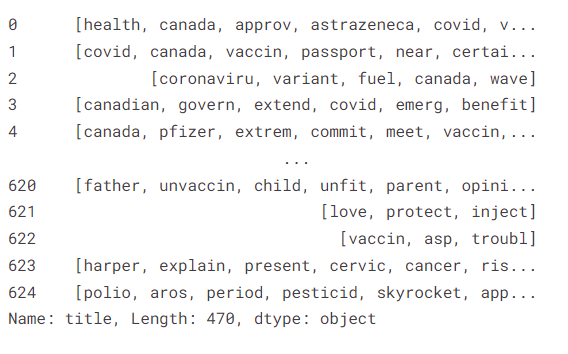 0 [health, canada, approv, astrazeneca, covid, v...
1 [covid, canada, vaccin, passport, near, certai...
2 [coronaviru, variant, fuel, canada, wave]
3 [canadian, govern, extend, covid, emerg, benefit]
4 [canada, pfizer, extrem, commit, meet, vaccin,...
...
620 [father, unvaccin, child, unfit, parent, opini...
621 [love, protect, inject]
622 [vaccin, asp, troubl]
623 [harper, explain, present, cervic, cancer, ris...
624 [polio, aros, period, pesticid, skyrocket, app...
Name: title, Length: 470, dtype: object